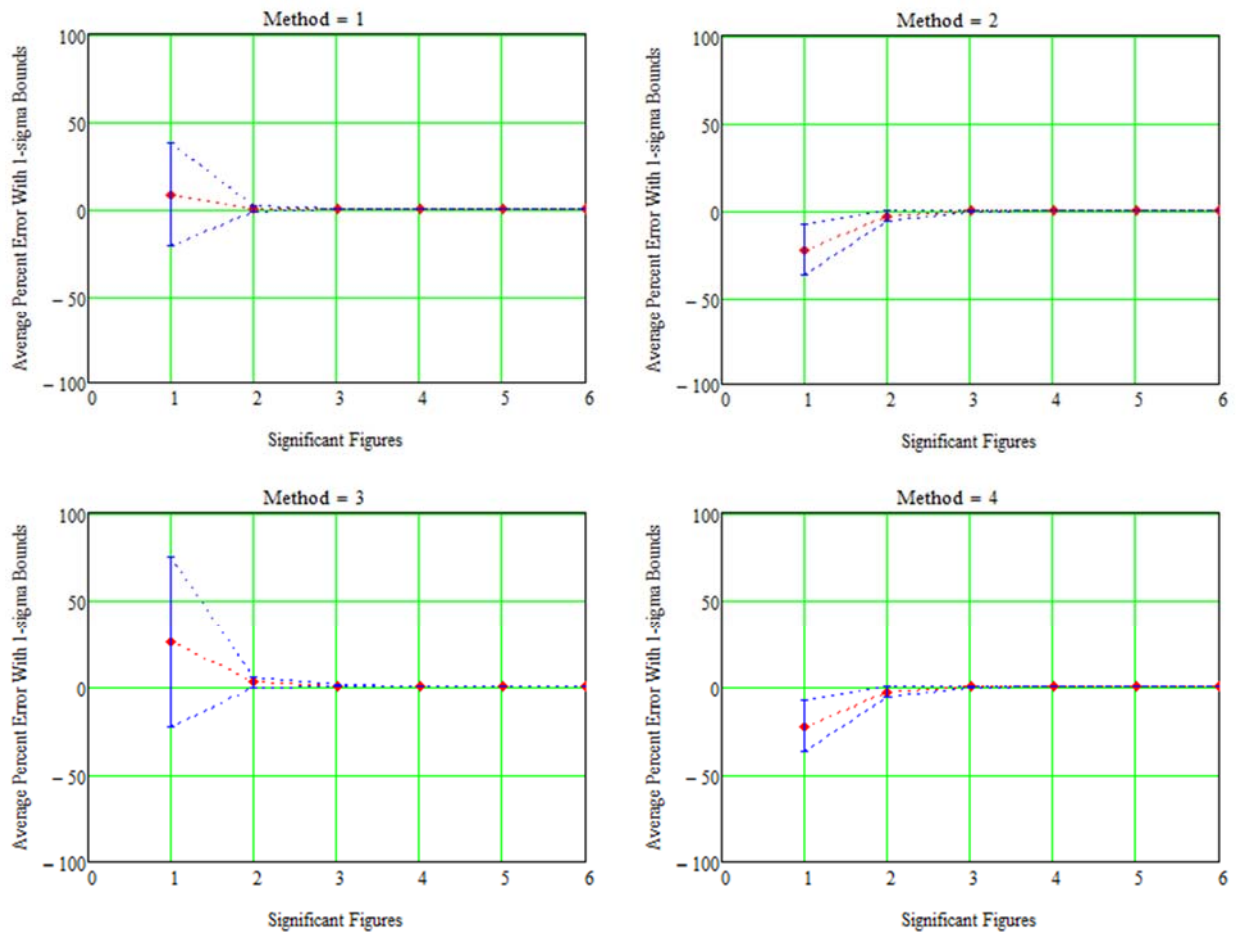 Method = 1
Average Percent Error With 1-sigma Bounds
100
50
0
– 50
– 100
0 1 2 3 4 5 6
Significant Figures
Method = 2
Average Percent Error With 1-sigma Bounds
100
50
0
– 50
– 100
0 1 2 3 4 5 6
Significant Figures
Method = 3
Average Percent Error With 1-sigma Bounds
100
50
0
– 50
– 100
0 1 2 3 4 5 6
Significant Figures
Method = 4
Average Percent Error With 1-sigma Bounds
100
50
0
– 50
– 100
0 1 2 3 4 5 6
Significant Figures